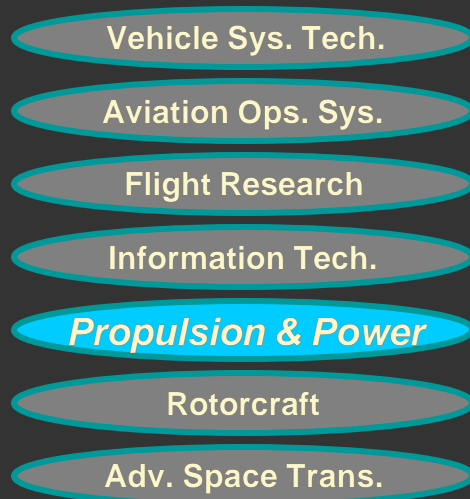 Vehicle Sys. Tech.
Aviation Ops. Sys.
Flight Research
Information Tech.
Propulsion & Power
Rotorcraft
Adv. Space Trans.